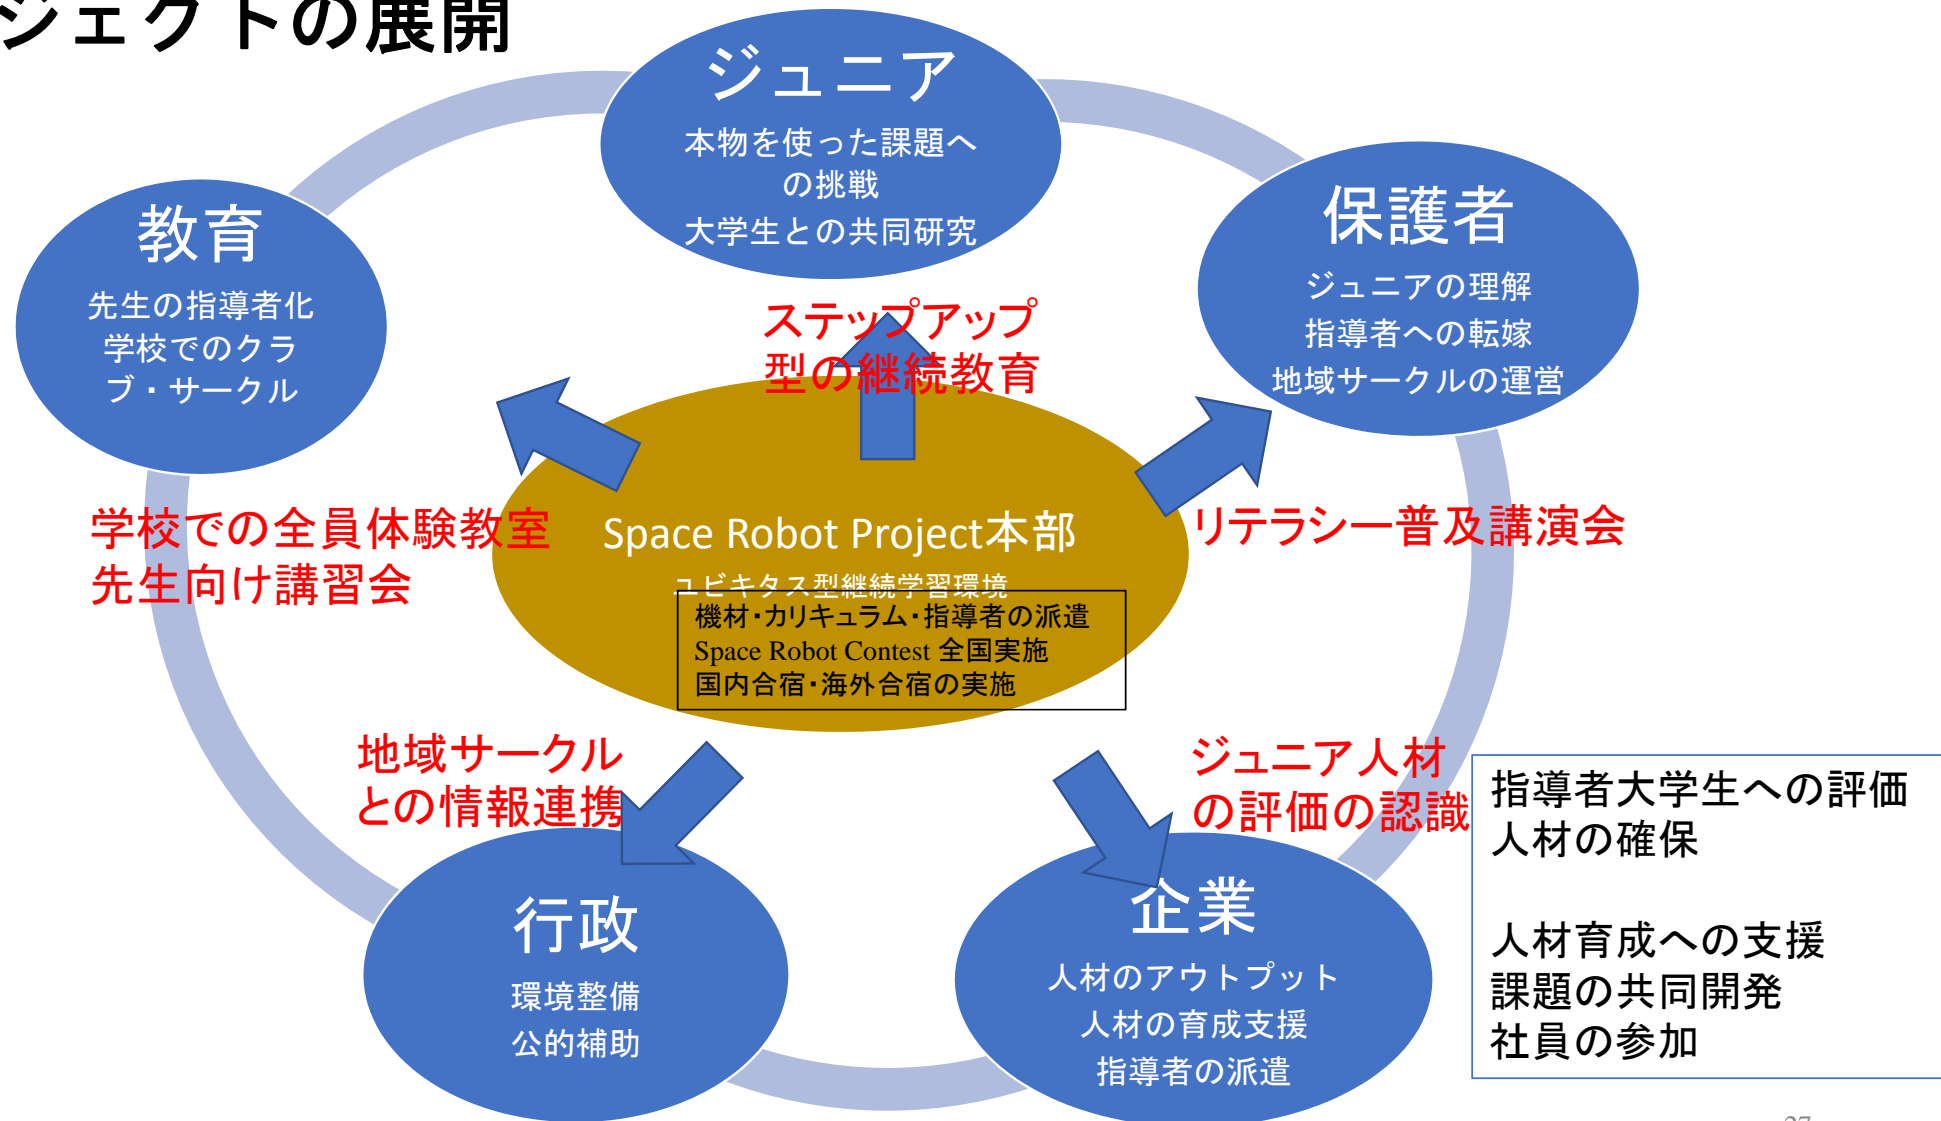 ジェクトの展開
ジュニア
本物を使った課題へ
の挑戦
大学生との共同研究
教育
先生の指導者化
学校でのクラ
ブ・サークル
保護者
ジュニアの理解
指導者への転嫁
地域サークルの運営
ステップアップ
型の継続教育
学校での全員体験教室
先生向け講習会
リテラシー普及講演会
Space Robot Project本部
ユビキタス型継続学習環境
機材・カリキュラム・指導者の派遣
Space Robot Contest 全国実施
国内合宿・海外合宿の実施
地域サークル
との情報連携
ジュニア人材
の評価の認識
行政
環境整備
公的補助
企業
人材のアウトプット
人材の育成支援
指導者の派遣
指導者大学生への評価
人材の確保
人材育成への支援
課題の共同開発
社員の参加